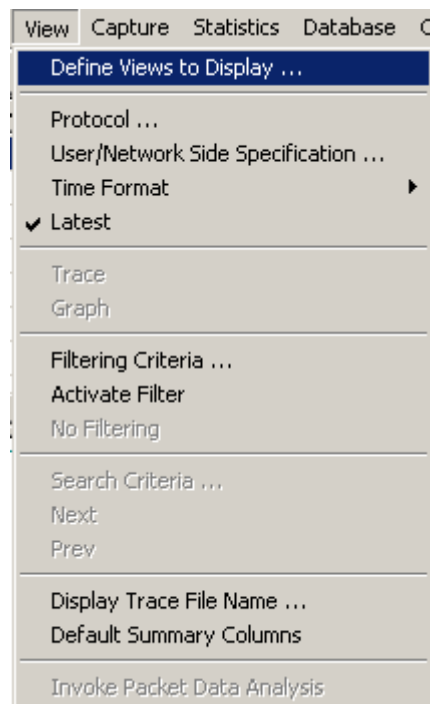 View Capture Statistics Database
Define Views to Display ...
Protocol ...
User/Network Side Specification ...
Time Format
Latest
Trace
Graph
Filtering Criteria ...
Activate Filter
No Filtering
Search Criteria ...
Next
Prev
Display Trace File Name ...
Default Summary Columns
Invoke Packet Data Analysis